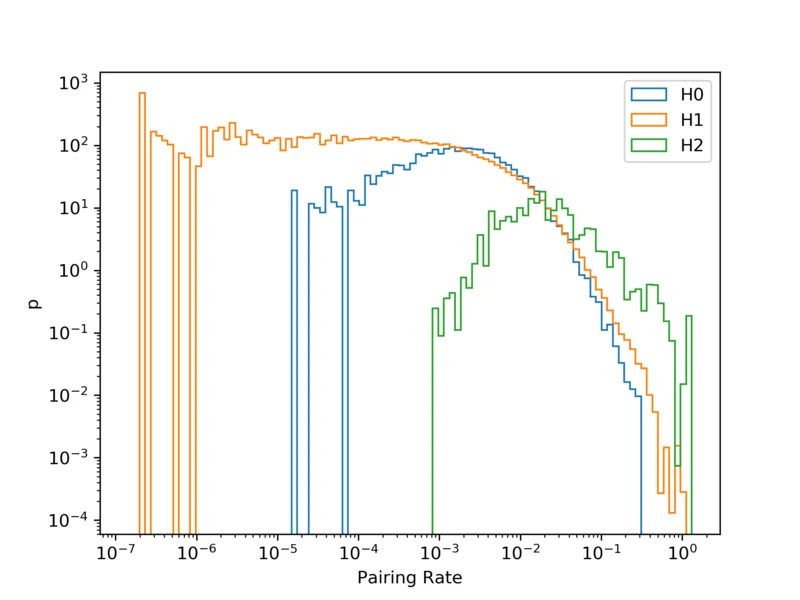 10³
10²
10¹
10⁰
10⁻¹
10⁻²
10⁻³
10⁻⁴
p
H0
H1
H2
10⁻⁷ 10⁻⁶ 10⁻⁵ 10⁻⁴ 10⁻³ 10⁻² 10⁻¹ 10⁰
Pairing Rate